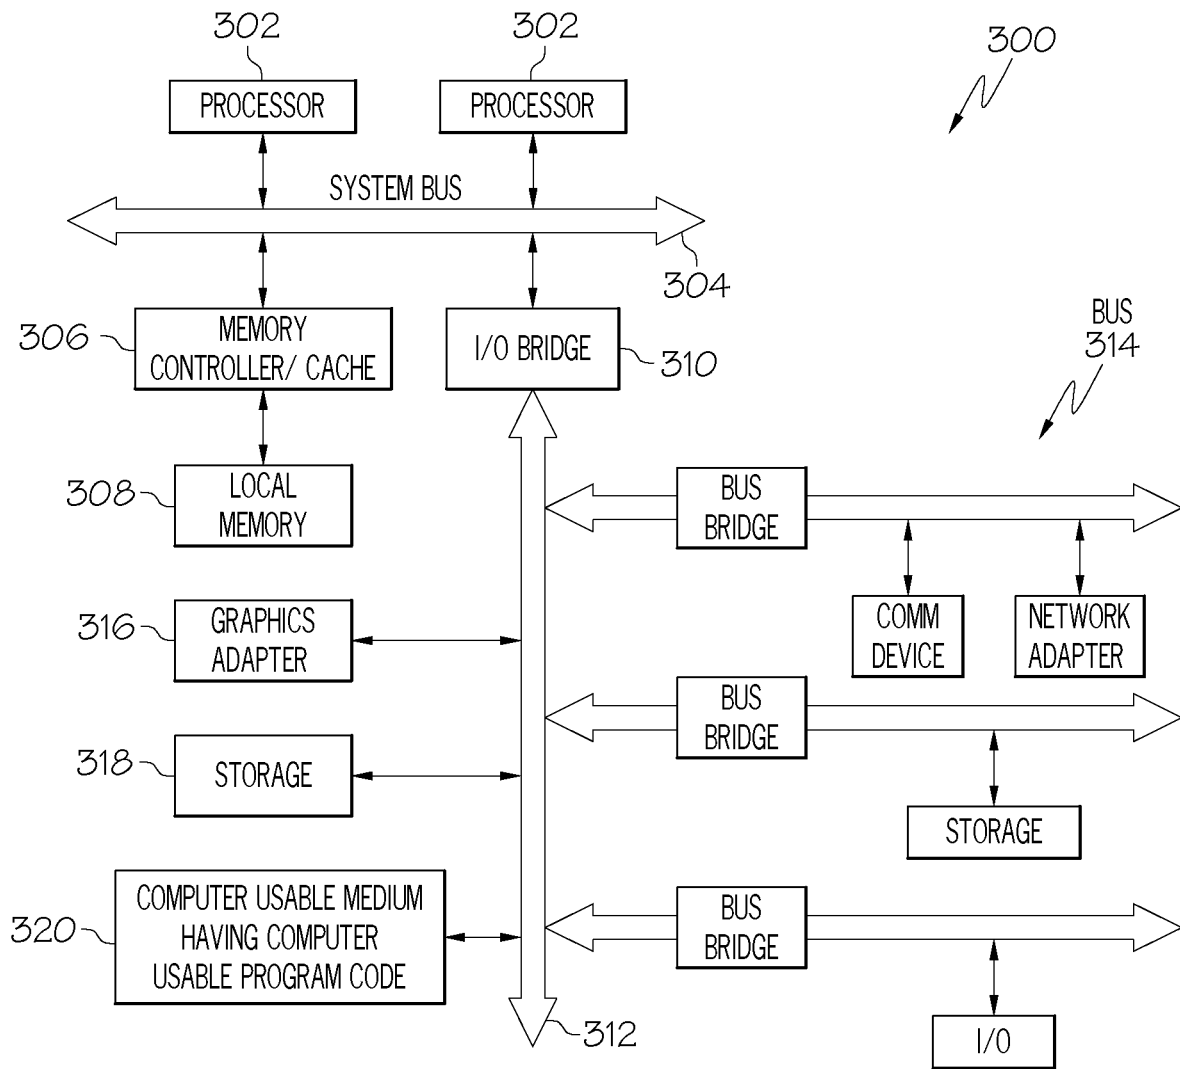 302
302
300
PROCESSOR
PROCESSOR
SYSTEM BUS
304
306
MEMORY
CONTROLLER/ CACHE
I/O BRIDGE
310
BUS
314
308
LOCAL
MEMORY
BUS
BRIDGE
316
GRAPHICS
ADAPTER
COMM
DEVICE
NETWORK
ADAPTER
BUS
BRIDGE
318
STORAGE
STORAGE
320
COMPUTER USABLE MEDIUM
HAVING COMPUTER
USABLE PROGRAM CODE
BUS
BRIDGE
312
I/O